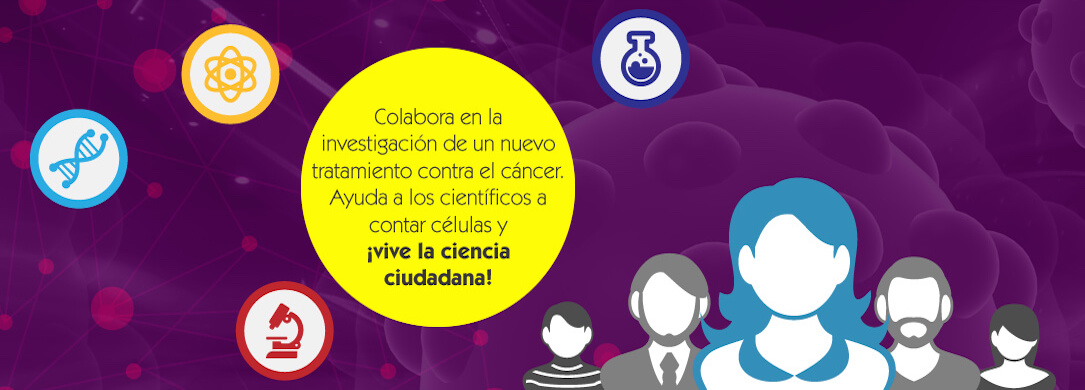 Colabora en la
investigación de un nuevo
tratamiento contra el cáncer.
Ayuda a los científicos a
contar células y
¡vive la ciencia
ciudadana!